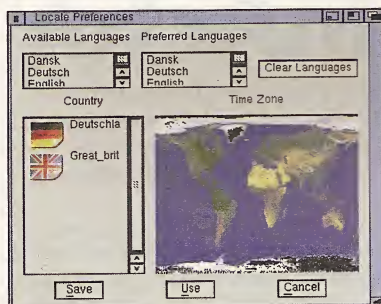 Locale Preferences
Available Languages
Preferred Languages
Dansk
Deutsch
English
Dansk
Deutsch
English
Clear Languages
Country
Time Zone
Deutschla
Great_brit
Save
Use
Cancel